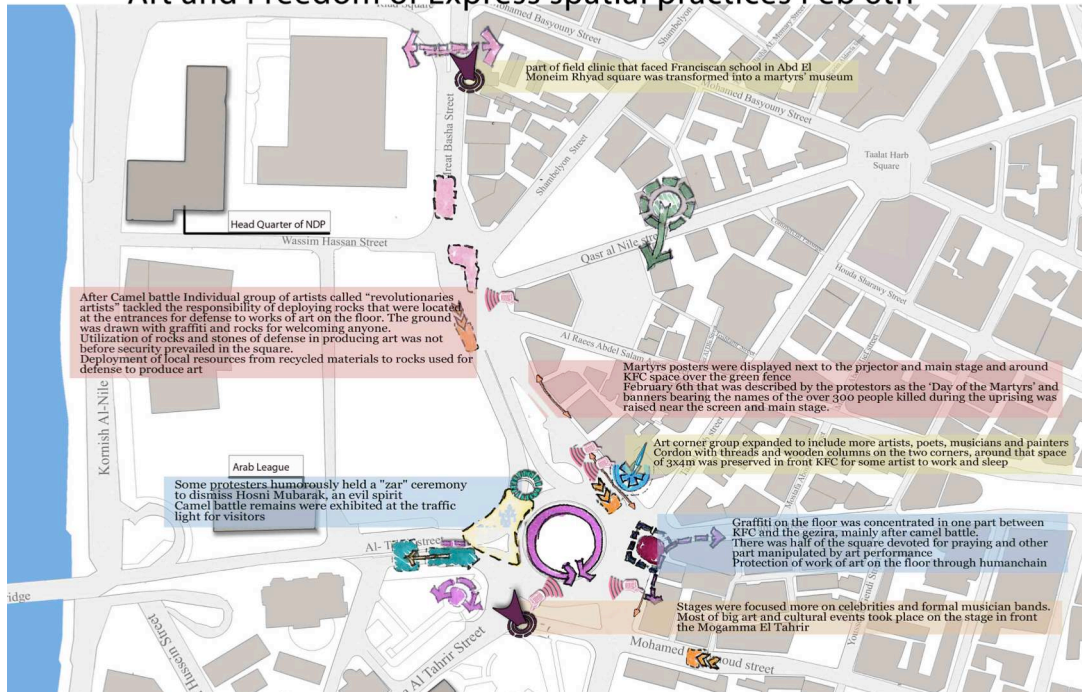 Art and Freedom of Express spatial practices Feb 6th
part of field clinic that faced Franciscan school in Abd El
Moneim Rhyad square was transformed into a martyrs' museum
Shambelyon
Mohamed Basyouny Street
Mohamed Basyouny Street
Shambelyon Street
Taalat Harb
Square
Head Quarter of NDP
Wassim Hassan Street
Qasr al Nile
Houda Sharawy Street
After Camel battle Individual group of artists called "revolutionaries
artists" tackled the responsibility of deploying rocks that were located
at the entrances for defense to works of art on the floor. The ground
was drawn with graffiti and rocks for welcoming anyone.
Utilization of rocks and stones of defense in producing art was not
before security prevailed in the square.
Deployment of local resources from recycled materials to rocks used for
defense to produce art
Al Raees Abdel Salam
Martyrs posters were displayed next to the prjector and main stage and around
KFC space over the green fence
February 6th that was described by the protestors as the 'Day of the Martyrs' and
banners bearing the names of the over 300 people killed during the uprising was
raised near the screen and main stage.
Kornish Al-Nile
Art corner group expanded to include more artists, poets, musicians and painters
Cordon with threads and wooden columns on the two corners, around that space
of 3x4m was preserved in front KFC for some artist to work and sleep
Arab League
Some protesters humorously held a "zar" ceremony
to dismiss Hosni Mubarak, an evil spirit
Camel battle remains were exhibited at the traffic
light for visitors
Graffiti on the floor was concentrated in one part between
KFC and the gezira, mainly after camel battle.
There was half of the square devoted for praying and other
part manipulated by art performance
Protection of work of art on the floor through humanchain
Stages were focused more on celebrities and formal musician bands.
Most of big art and cultural events took place on the stage in front
the Mogamma El Tahrir
Hussein Street
Al Tahrir Street
Mohamed
street